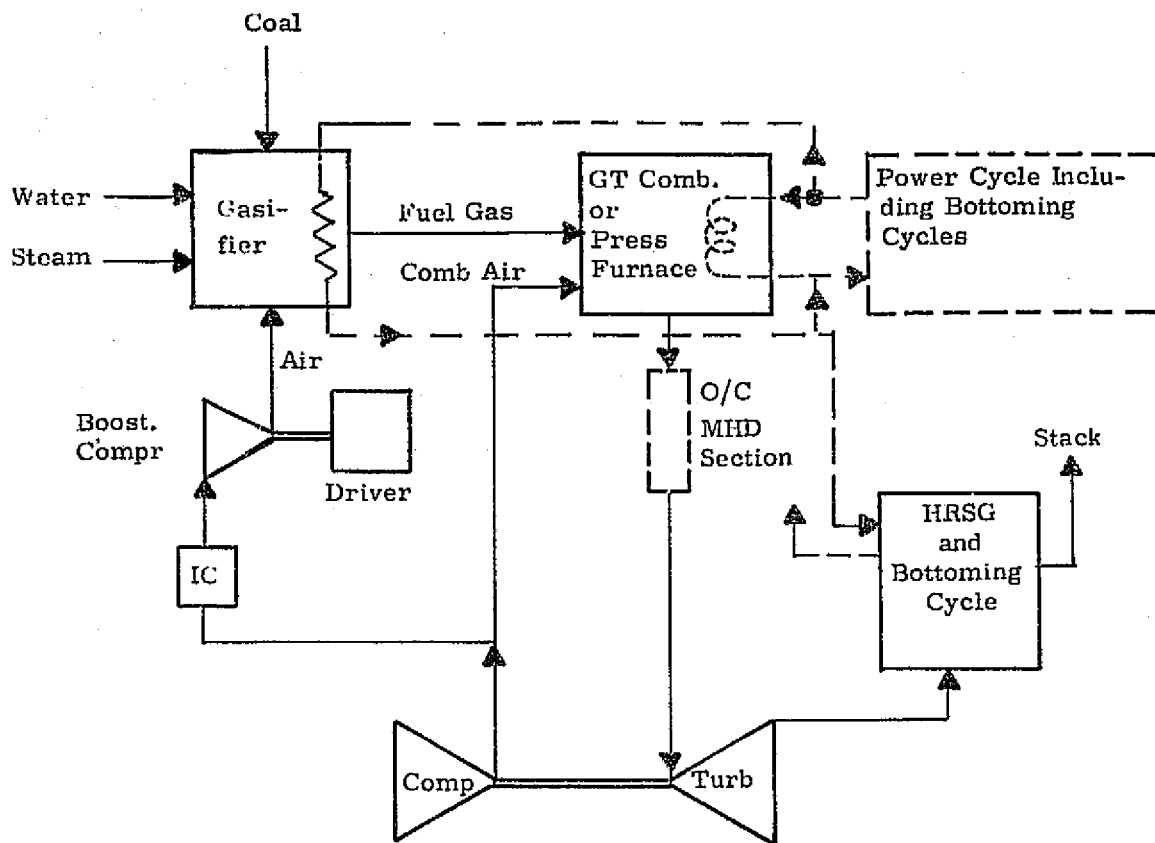 Coal
Water
Steam
Gasi-
fier
Fuel Gas
Comb Air
GT Comb.
or
Press
Furnace
Power Cycle Inclu-
ding Bottoming
Cycles
Air
Boost.
Compr
Driver
IC
O/C
MHD
Section
Stack
HRSG
and
Bottoming
Cycle
Comp
Turb